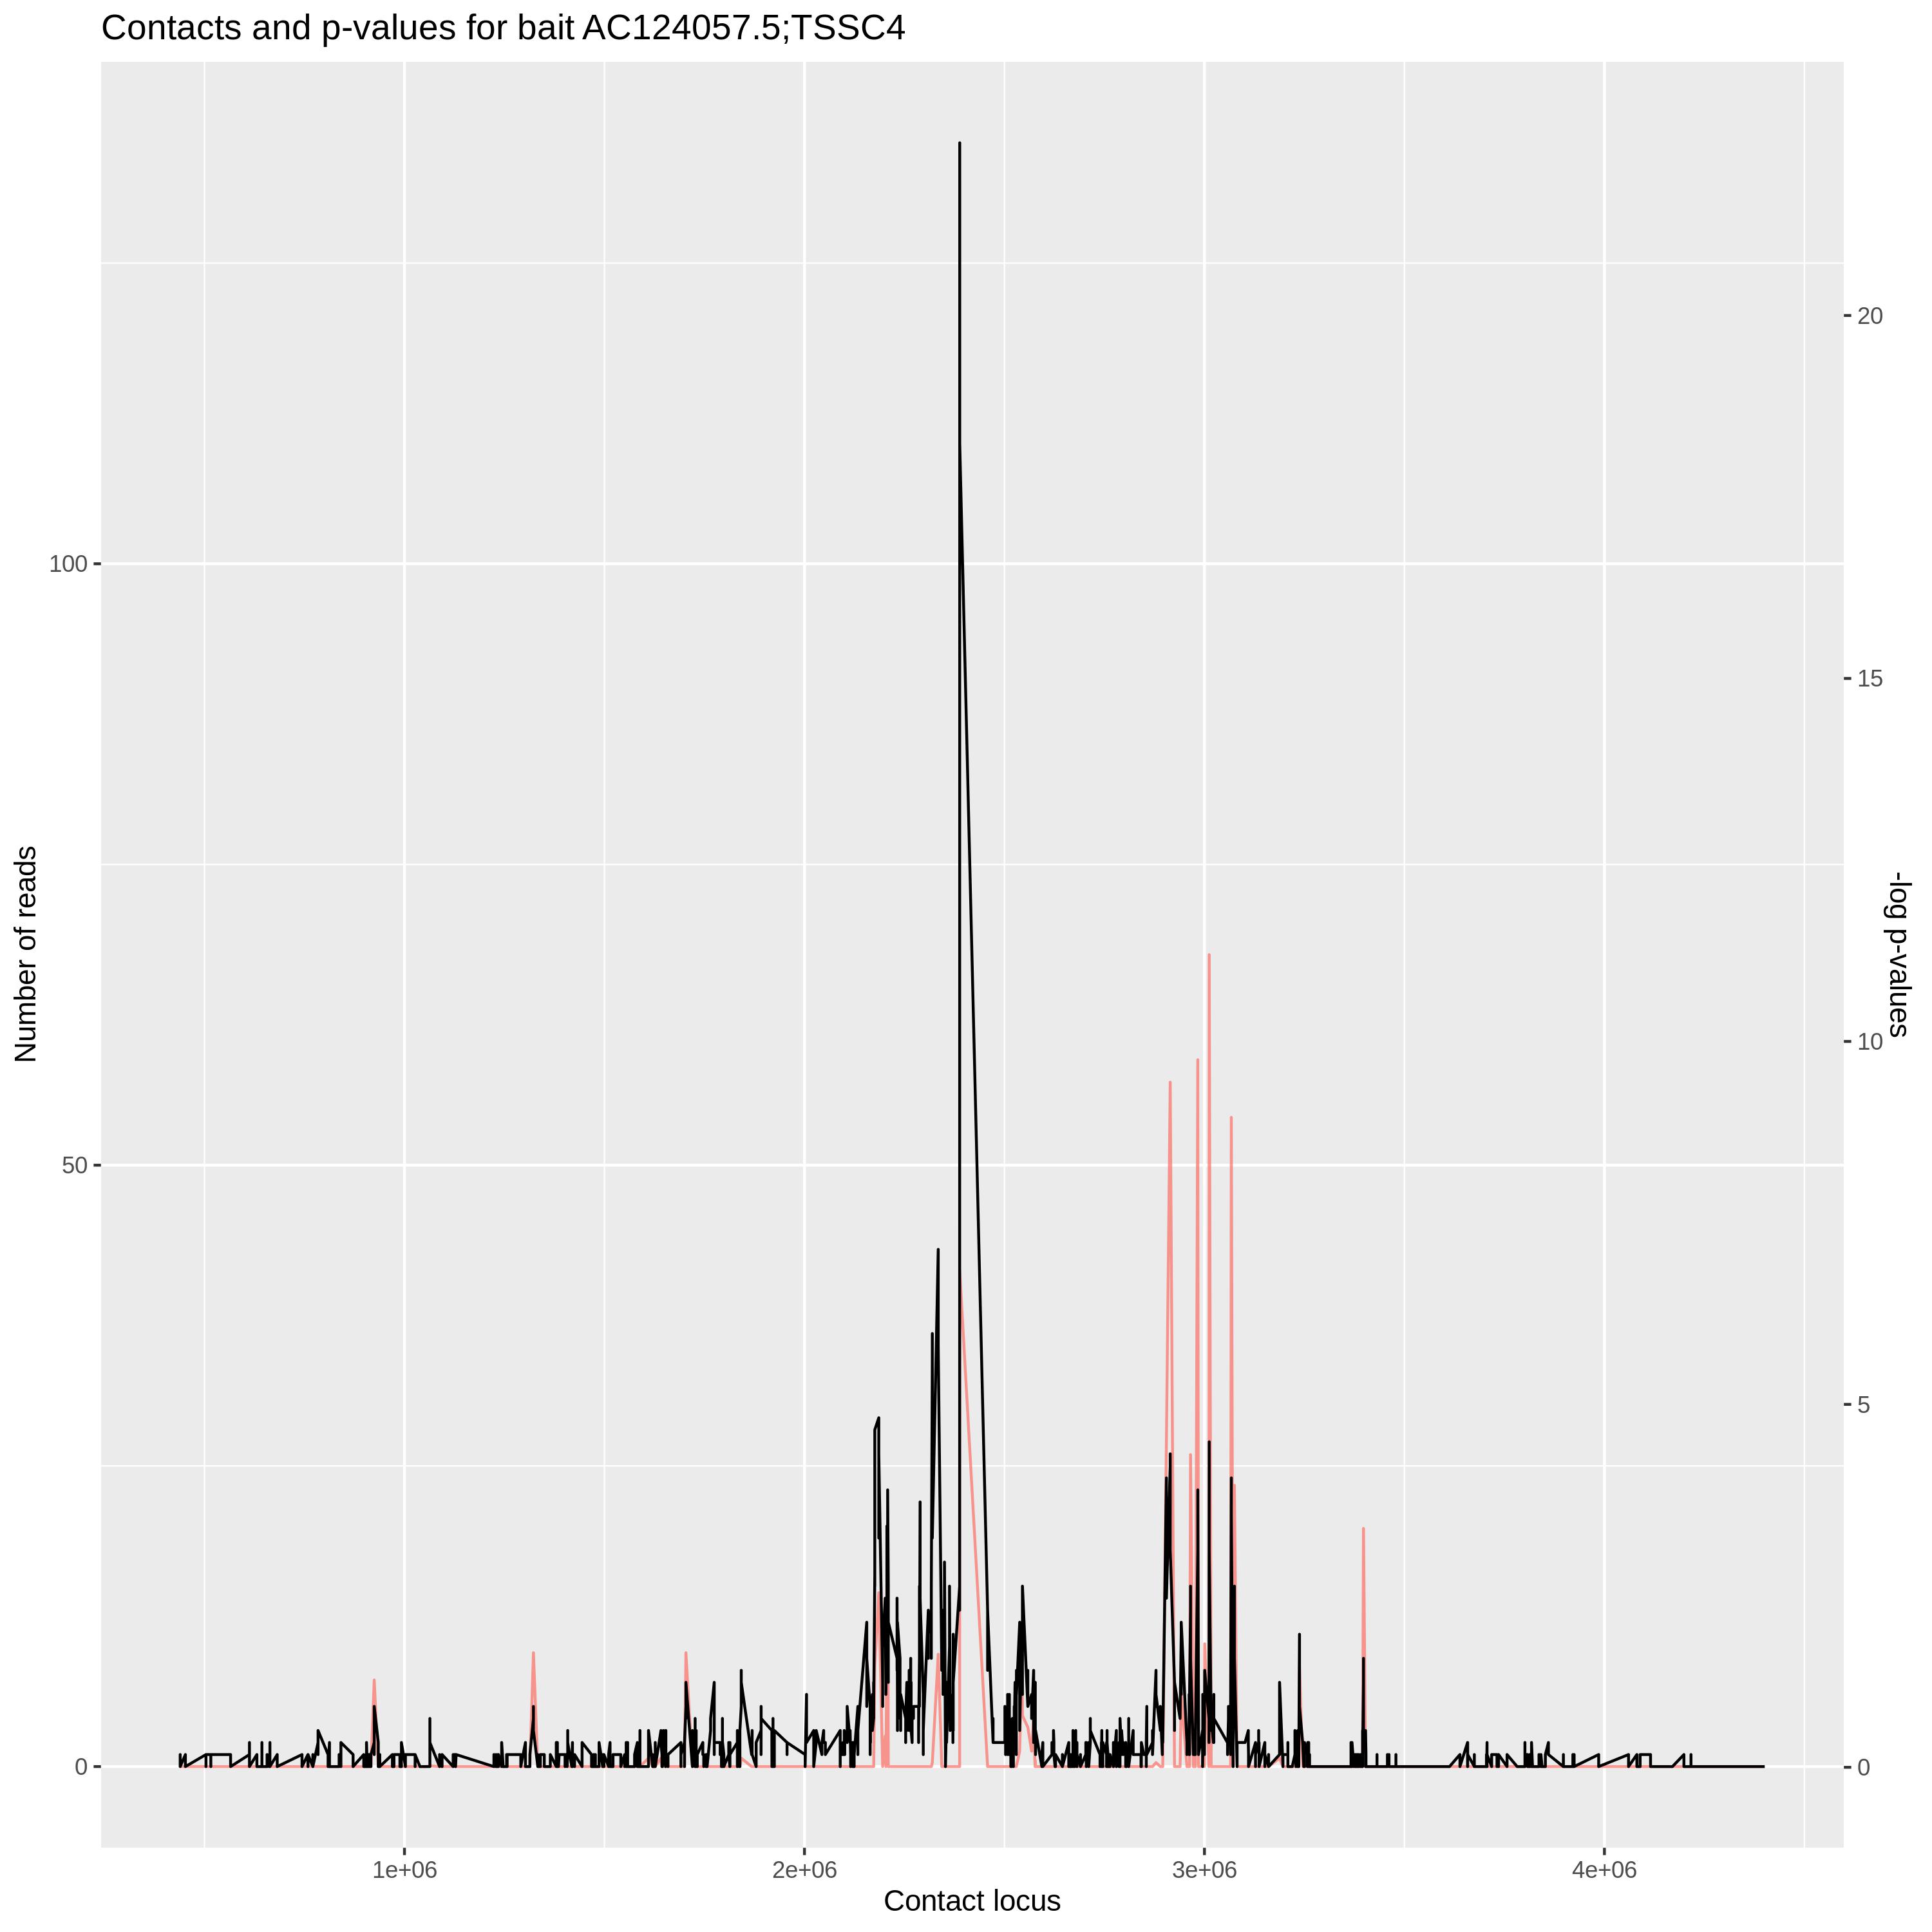 Contacts and p-values for bait AC124057.5;TSSC4
100
50
0
Number of reads
20
15
10
5
0
-log p-values
1e+06
2e+06
3e+06
4e+06
Contact locus